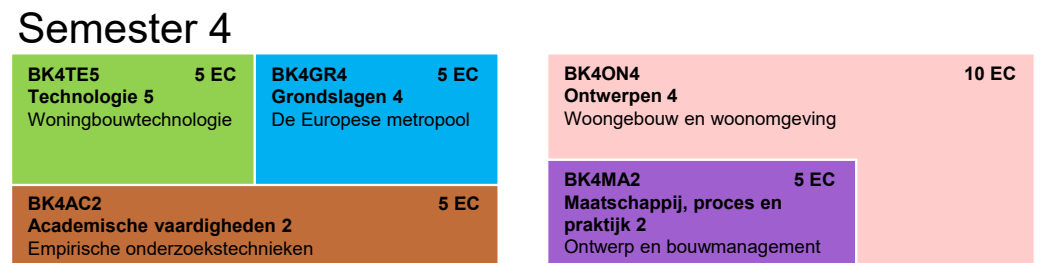 Semester 4
BK4TE5 5 EC
Technologie 5
Woningbouwtechnologie
BK4GR4 5 EC
Grondslagen 4
De Europese metropool
BK4AC2 5 EC
Academische vaardigheden 2
Empirische onderzoekstechnieken
BK4ON4 10 EC
Ontwerpen 4
Woongebouw en woonomgeving
BK4MA2 5 EC
Maatschappij, proces en
praktijk 2
Ontwerp en bouwmanagement